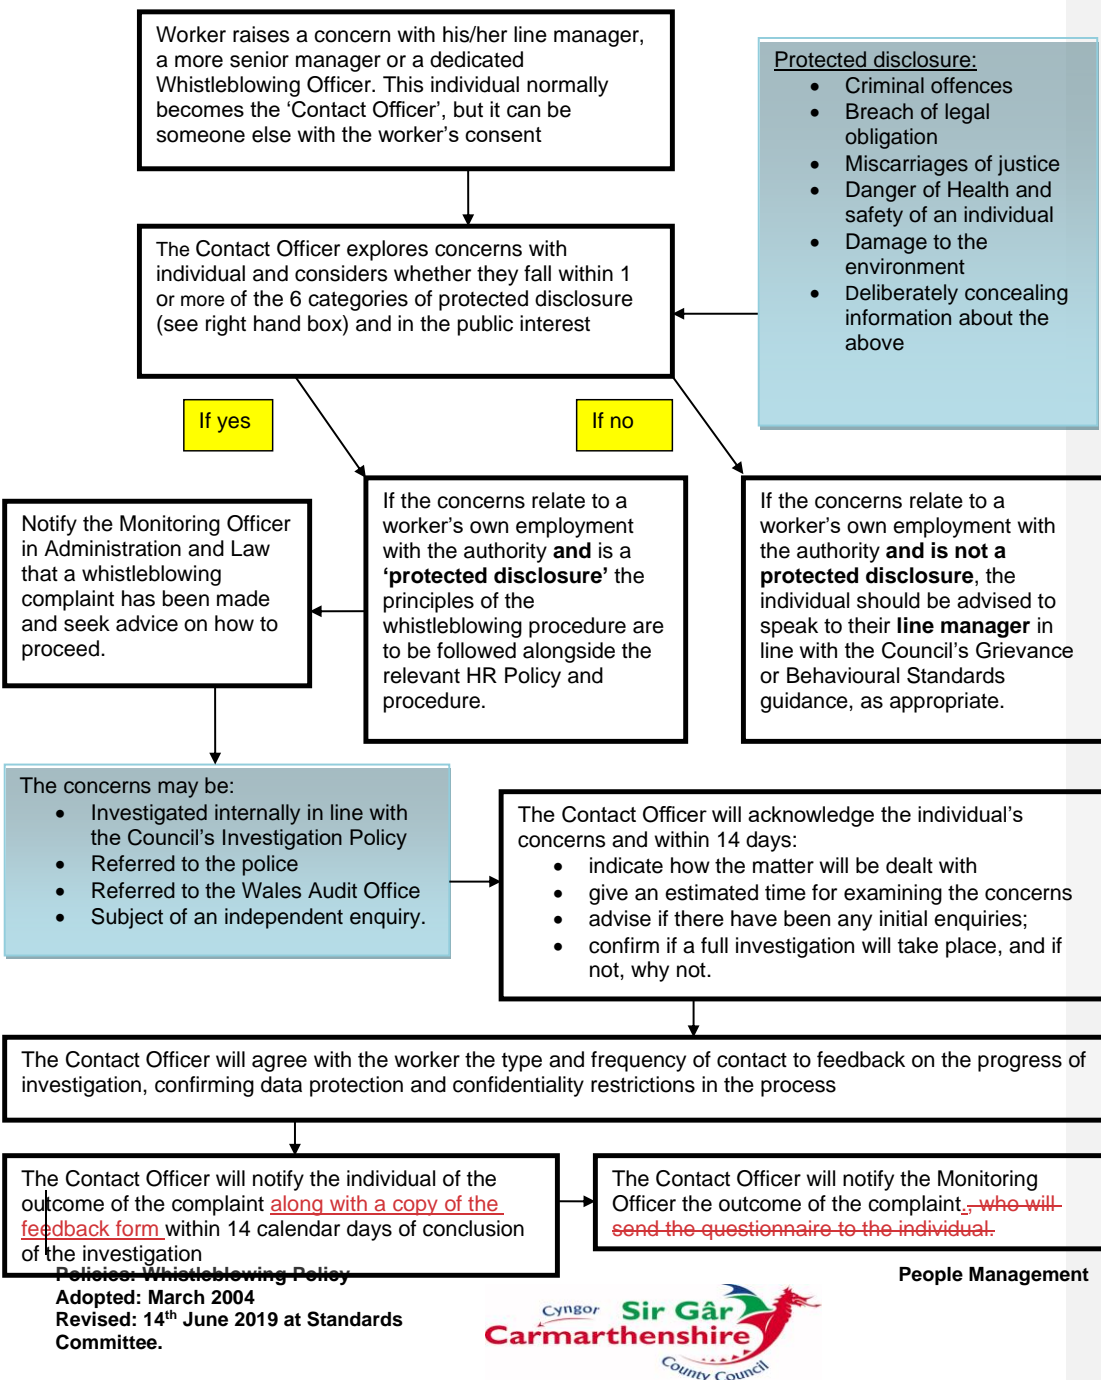 Worker raises a concern with his/her line manager,
a more senior manager or a dedicated
Whistleblowing Officer. This individual normally
becomes the ‘Contact Officer’, but it can be
someone else with the worker’s consent
Protected disclosure:
• Criminal offences
• Breach of legal
obligation
• Miscarriages of justice
• Danger of Health and
safety of an individual
• Damage to the
environment
• Deliberately concealing
information about the
above
The Contact Officer explores concerns with
individual and considers whether they fall within 1
or more of the 6 categories of protected disclosure
(see right hand box) and in the public interest
If yes
If no
Notify the Monitoring Officer
in Administration and Law
that a whistleblowing
complaint has been made
and seek advice on how to
proceed.
If the concerns relate to a
worker’s own employment
with the authority and is a
‘protected disclosure’ the
principles of the
whistleblowing procedure are
to be followed alongside the
relevant HR Policy and
procedure.
If the concerns relate to a
worker’s own employment with
the authority and is not a
protected disclosure, the
individual should be advised to
speak to their line manager in
line with the Council’s Grievance
or Behavioural Standards
guidance, as appropriate.
The concerns may be:
• Investigated internally in line with
the Council’s Investigation Policy
• Referred to the police
• Referred to the Wales Audit Office
• Subject of an independent enquiry.
The Contact Officer will acknowledge the individual’s
concerns and within 14 days:
• indicate how the matter will be dealt with
• give an estimated time for examining the concerns
• advise if there have been any initial enquiries;
• confirm if a full investigation will take place, and if
not, why not.
The Contact Officer will agree with the worker the type and frequency of contact to feedback on the progress of
investigation, confirming data protection and confidentiality restrictions in the process
The Contact Officer will notify the individual of the
outcome of the complaint along with a copy of the
feedback form within 14 calendar days of conclusion
of the investigation
The Contact Officer will notify the Monitoring
Officer the outcome of the complaint., who will
send the questionnaire to the individual.
Policies: Whistleblowing Policy
Adopted: March 2004
Revised: 14th June 2019 at Standards
Committee.
People Management
Cyngor Sir Gâr
Carmarthenshire
County Council